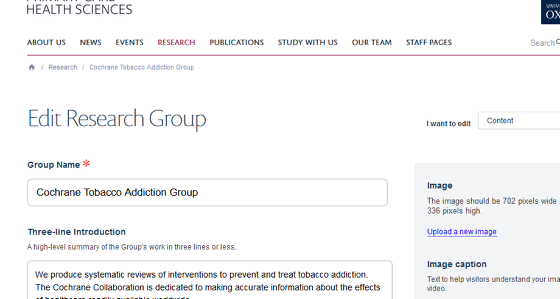 HEALTH SCIENCES
UNIV
OX
ABOUT US NEWS EVENTS RESEARCH PUBLICATIONS STUDY WITH US OUR TEAM STAFF PAGES
Search
/ Research / Cochrane Tobacco Addiction Group
Edit Research Group
I want to edit Content
Group Name *
Cochrane Tobacco Addiction Group
Image
The image should be 702 pixels wide
336 pixels high.
Upload a new image
Three-line Introduction
A high-level summary of the Group's work in three lines or less.
We produce systematic reviews of interventions to prevent and treat tobacco addiction.
The Cochrane Collaboration is dedicated to making accurate information about the effects
Image caption
Text to help visitors understand your ima
video.